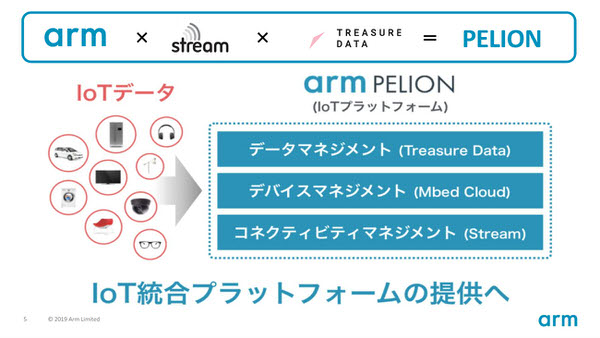 arm × stream × TREASURE DATA = PELION
IoTデータ
arm PELION
(IoTプラットフォーム)
データマネジメント (Treasure Data)
デバイスマネジメント (Mbed Cloud)
コネクティビティマネジメント (Stream)
IoT統合プラットフォームの提供へ
5 © 2019 Arm Limited
arm